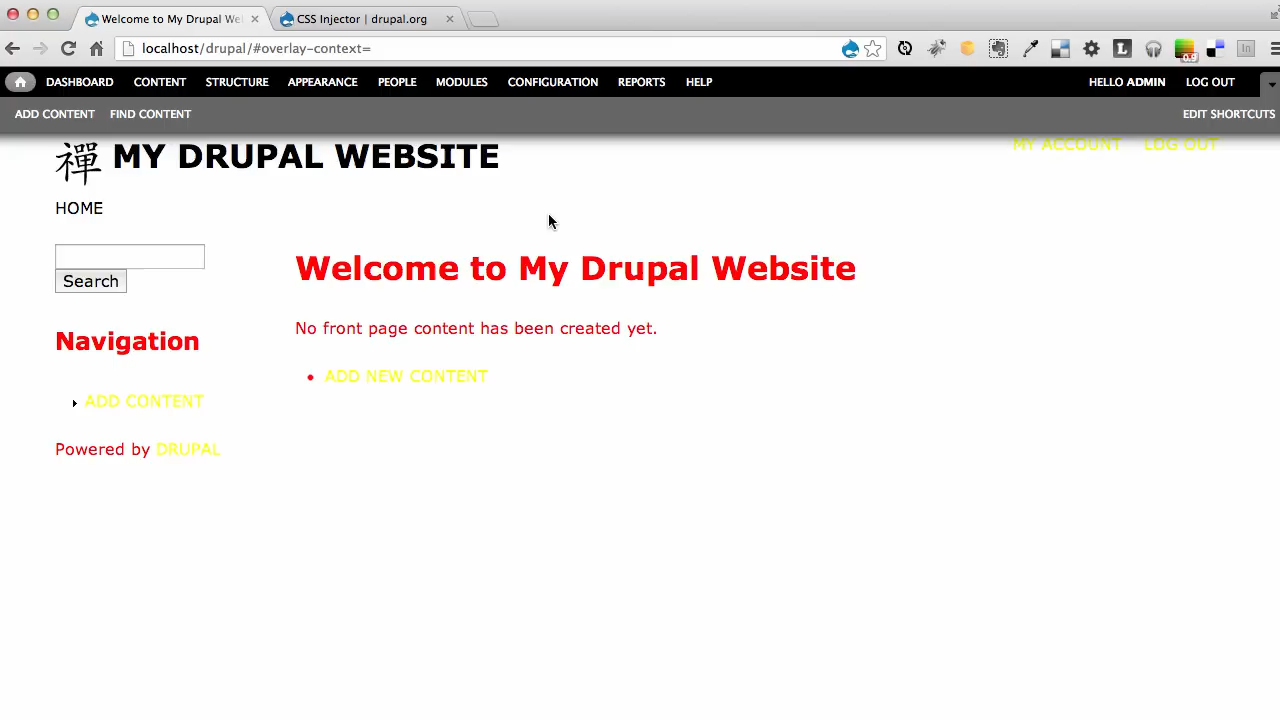 Welcome to My Drupal We
CSS Injector | drupal.org
localhost/drupal/#overlay-context=
L
0.9
in
DASHBOARD CONTENT STRUCTURE APPEARANCE PEOPLE MODULES CONFIGURATION REPORTS HELP HELLO ADMIN LOG OUT
ADD CONTENT FIND CONTENT EDIT SHORTCUTS
MY ACCOUNT LOG OUT
禪 MY DRUPAL WEBSITE
HOME
Search
Welcome to My Drupal Website
No front page content has been created yet.
ADD NEW CONTENT
Navigation
ADD CONTENT
Powered by DRUPAL